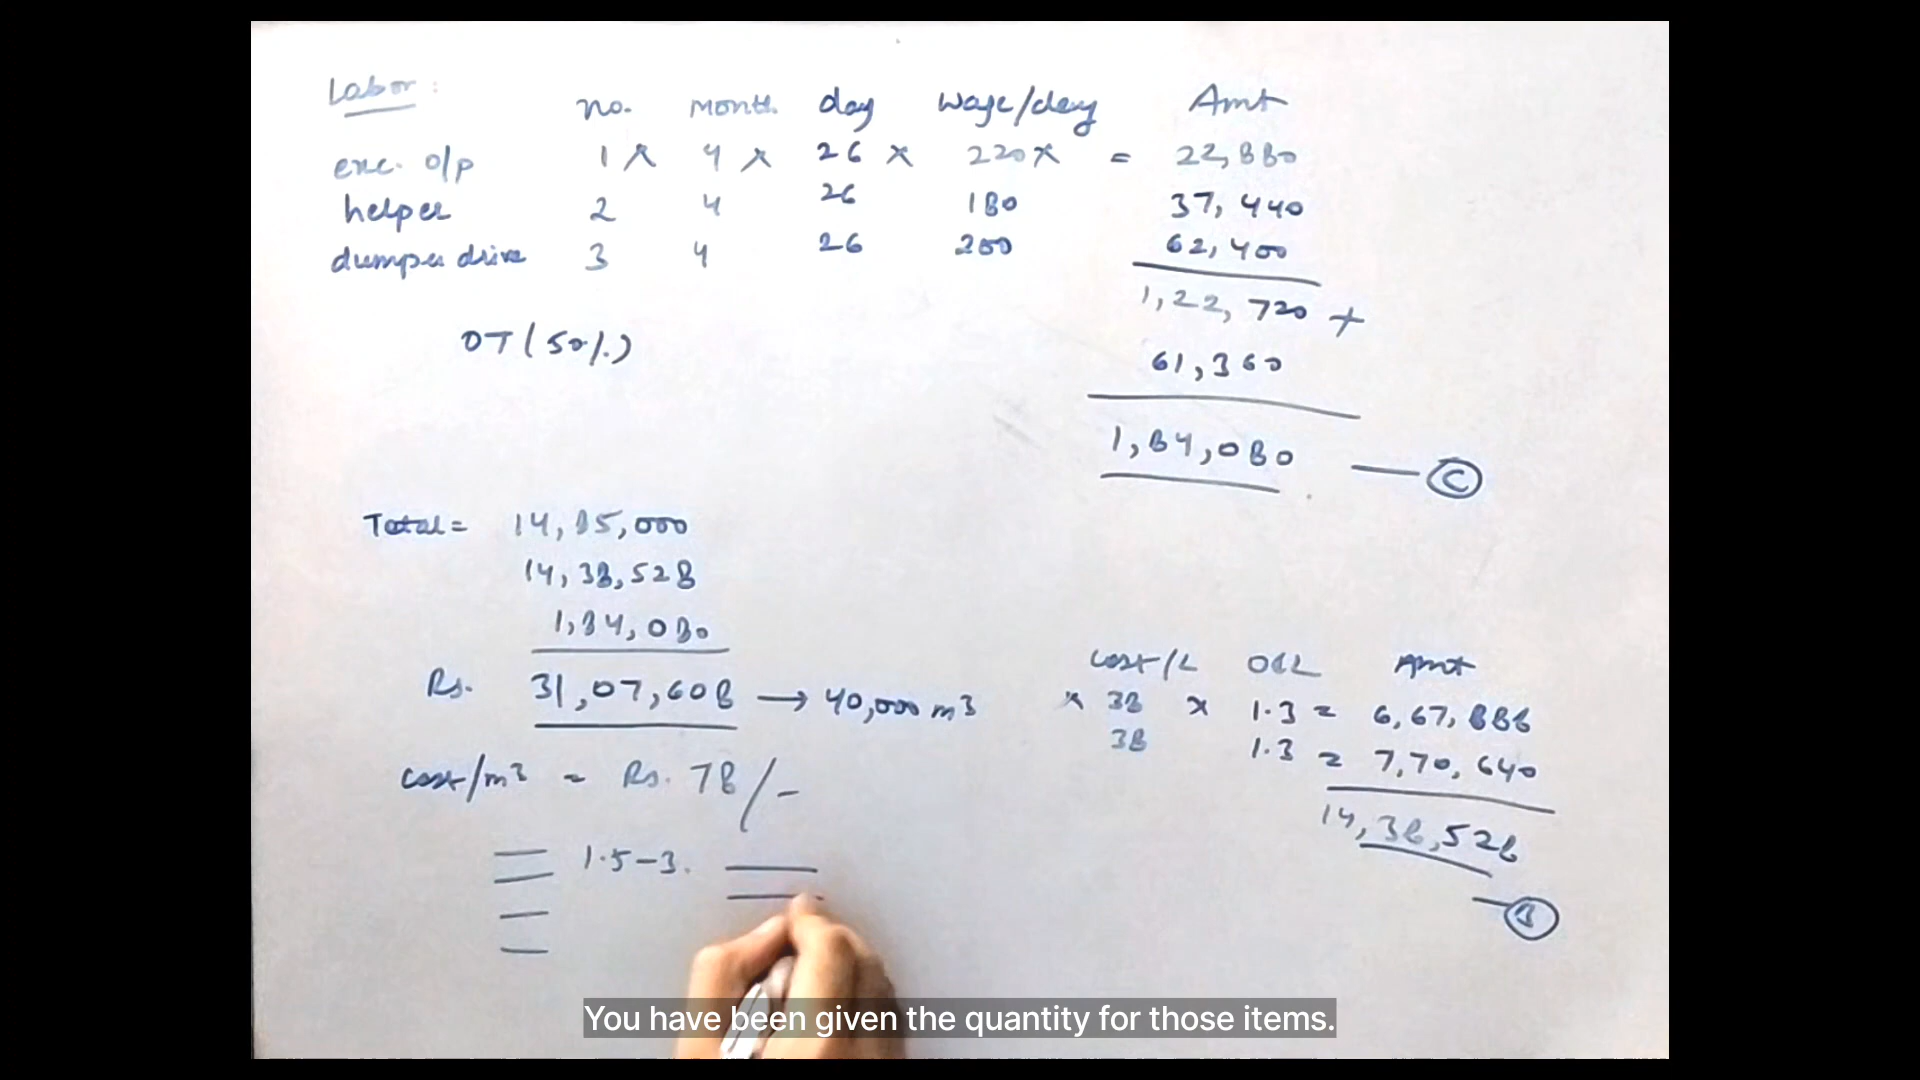 Labor:
no. month day wage/day Amt
exc. o/p 1 x 4 x 26 x 220 x = 22,880
helper 2 4 26 180 37,440
dumper drive 3 4 26 200 62,400
1,22,720 +
OT (50%) 61,360
1,84,080 — C
Total = 14,85,000
14,38,528
1,84,080
Rs. 31,07,608 → 40,000 m3
cost/m3 = Rs. 78/-
1.5-3.
cost/L OIL Amt
x 38 x 1.3 = 6,67,888
38 1.3 = 7,70,640
14,38,528
— B
You have been given the quantity for those items.